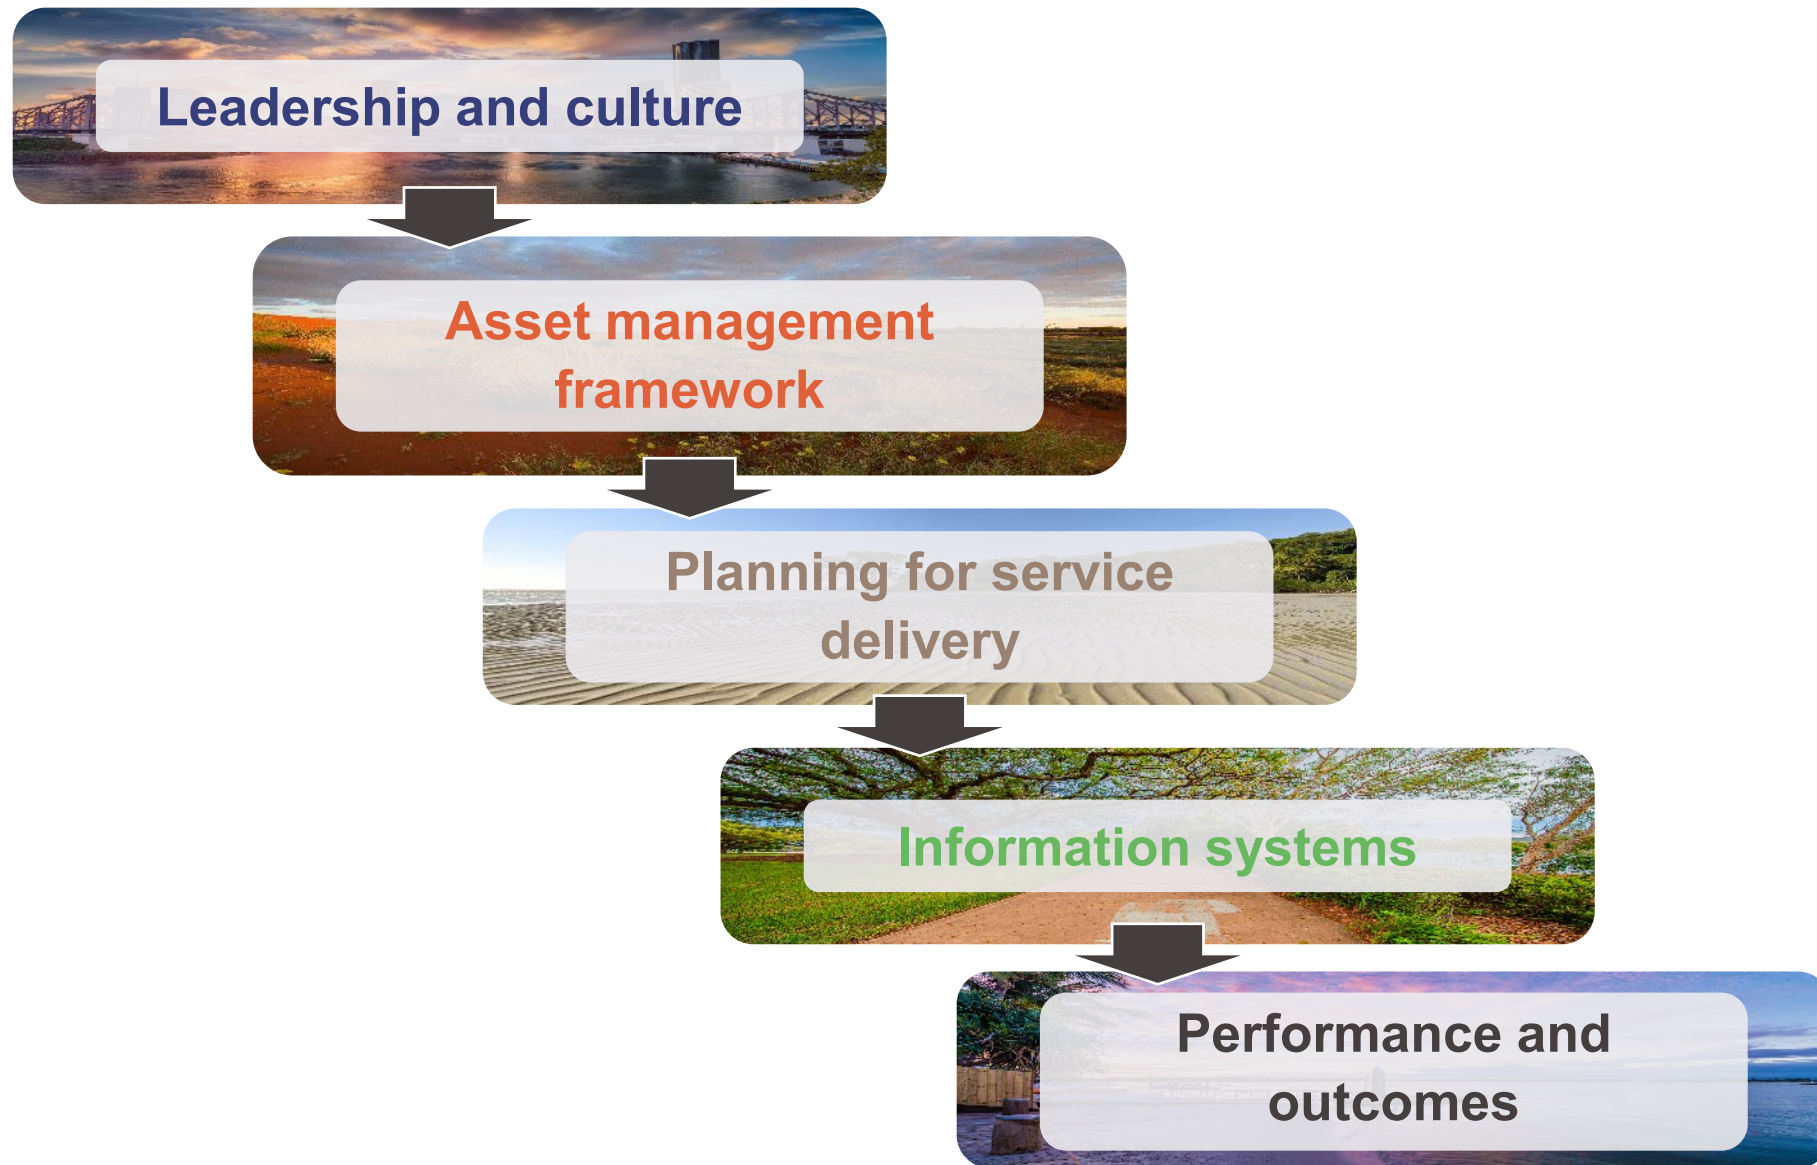 Leadership and culture
Asset management
framework
Planning for service
delivery
Information systems
Performance and
outcomes